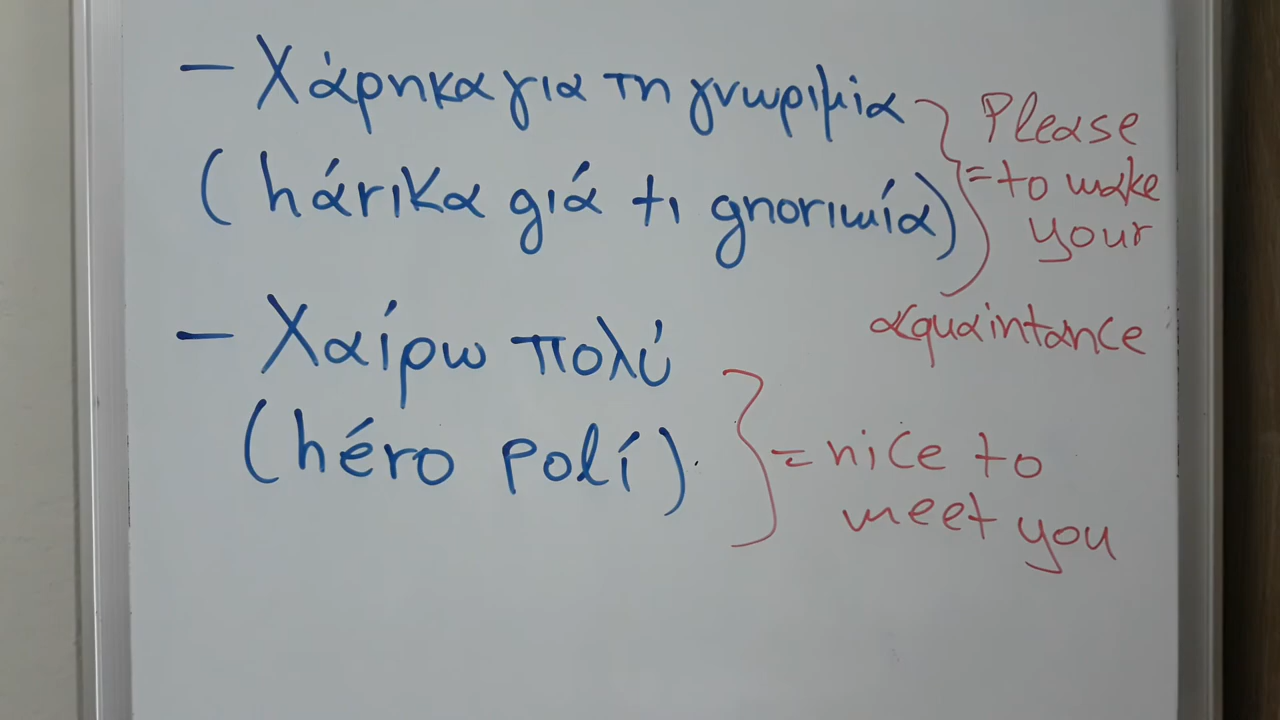 - Χάρηκα για τη γνωριμία
(hárika giá ti gnorimía)
= Please
to make
your
acquaintance
- Χαίρω πολύ
(héro polí).
= nice to
meet you